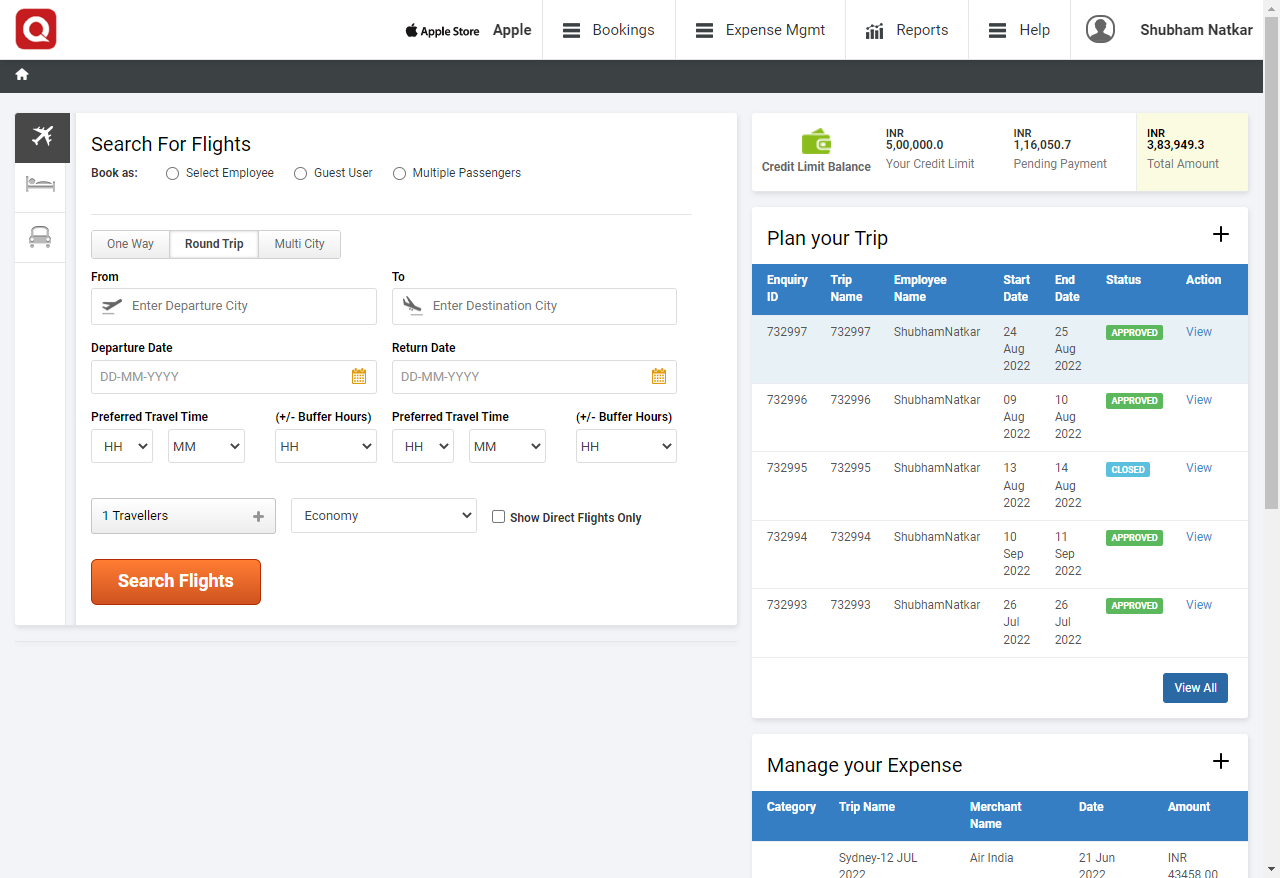 Apple Store Apple Bookings Expense Mgmt Reports Help Shubham Natkar
Search For Flights
Book as: Select Employee Guest User Multiple Passengers
One Way Round Trip Multi City
From To
Enter Departure City Enter Destination City
Departure Date Return Date
DD-MM-YYYY DD-MM-YYYY
Preferred Travel Time (+/- Buffer Hours) Preferred Travel Time (+/- Buffer Hours)
HH MM HH HH MM HH
1 Travellers Economy Show Direct Flights Only
Search Flights
Credit Limit Balance
INR
5,00,000.0
Your Credit Limit
INR
1,16,050.7
Pending Payment
INR
3,83,949.3
Total Amount
Plan your Trip
Enquiry ID Trip Name Employee Name Start Date End Date Status Action
732997 732997 ShubhamNatkar 24 Aug 2022 25 Aug 2022 APPROVED View
732996 732996 ShubhamNatkar 09 Aug 2022 10 Aug 2022 APPROVED View
732995 732995 ShubhamNatkar 13 Aug 2022 14 Aug 2022 CLOSED View
732994 732994 ShubhamNatkar 10 Sep 2022 11 Sep 2022 APPROVED View
732993 732993 ShubhamNatkar 26 Jul 2022 26 Jul 2022 APPROVED View
View All
Manage your Expense
Category Trip Name Merchant Name Date Amount
Sydney-12 JUL 2022 Air India 21 Jun 2022 INR 43458.00